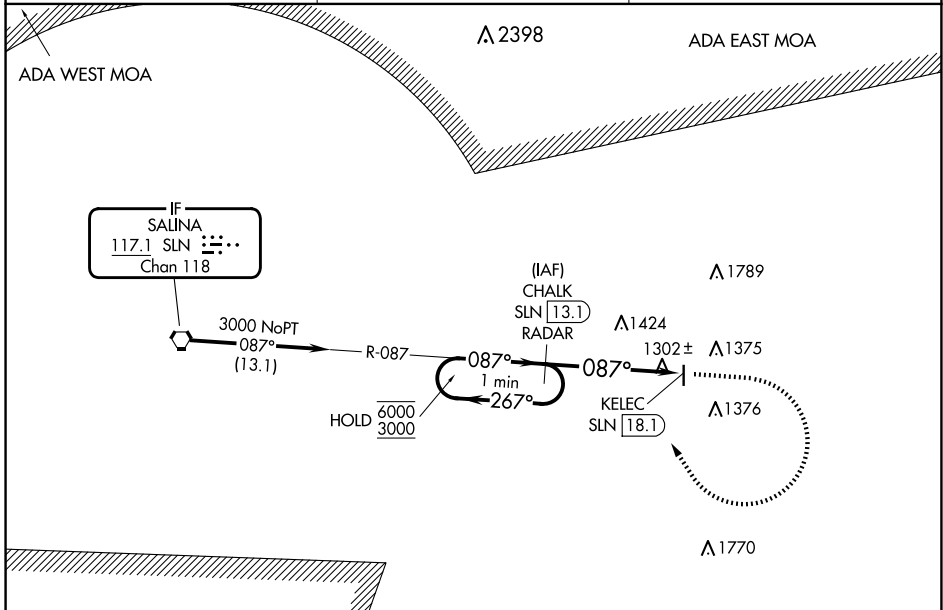 2398
ADA EAST MOA
ADA WEST MOA
IF
SALINA
117.1 SLN
Chan 118
(IAF)
CHALK
SLN 13.1
RADAR
1789
3000 NoPT
087°
(13.1)
R-087
087°
1 min
267°
087°
1424
1302 ±
1375
HOLD 6000
3000
KELEC
SLN 18.1
1376
1770